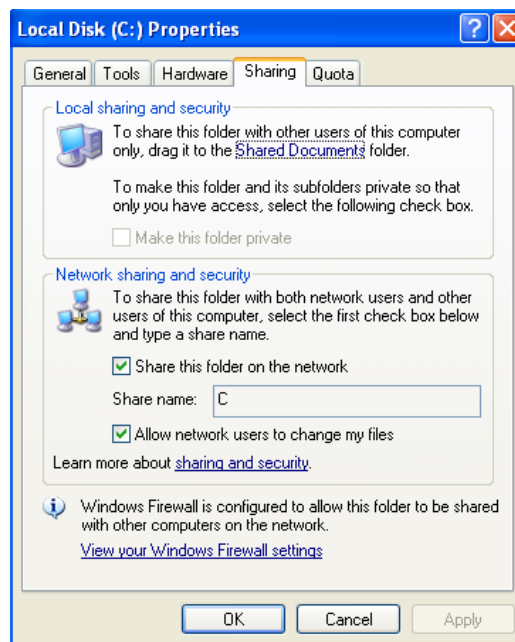 Local Disk (C:) Properties
General Tools Hardware Sharing Quota
Local sharing and security
To share this folder with other users of this computer
only, drag it to the Shared Documents folder.
To make this folder and its subfolders private so that
only you have access, select the following check box.
Make this folder private
Network sharing and security
To share this folder with both network users and other
users of this computer, select the first check box below
and type a share name.
Share this folder on the network
Share name: C
Allow network users to change my files
Learn more about sharing and security.
Windows Firewall is configured to allow this folder to be shared
with other computers on the network.
View your Windows Firewall settings
OK Cancel Apply